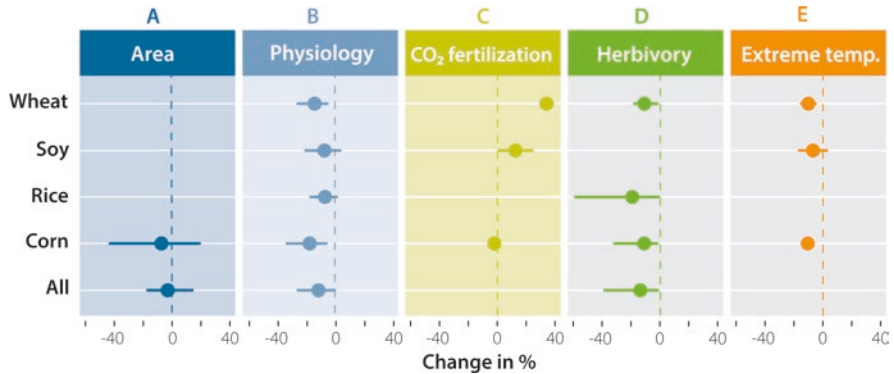 A B C D E
Area Physiology CO₂ fertilization Herbivory Extreme temp.
Wheat
Soy
Rice
Corn
All
-40 0 40 -40 0 40 -40 0 40 -40 0 40 -40 0 40
Change in %